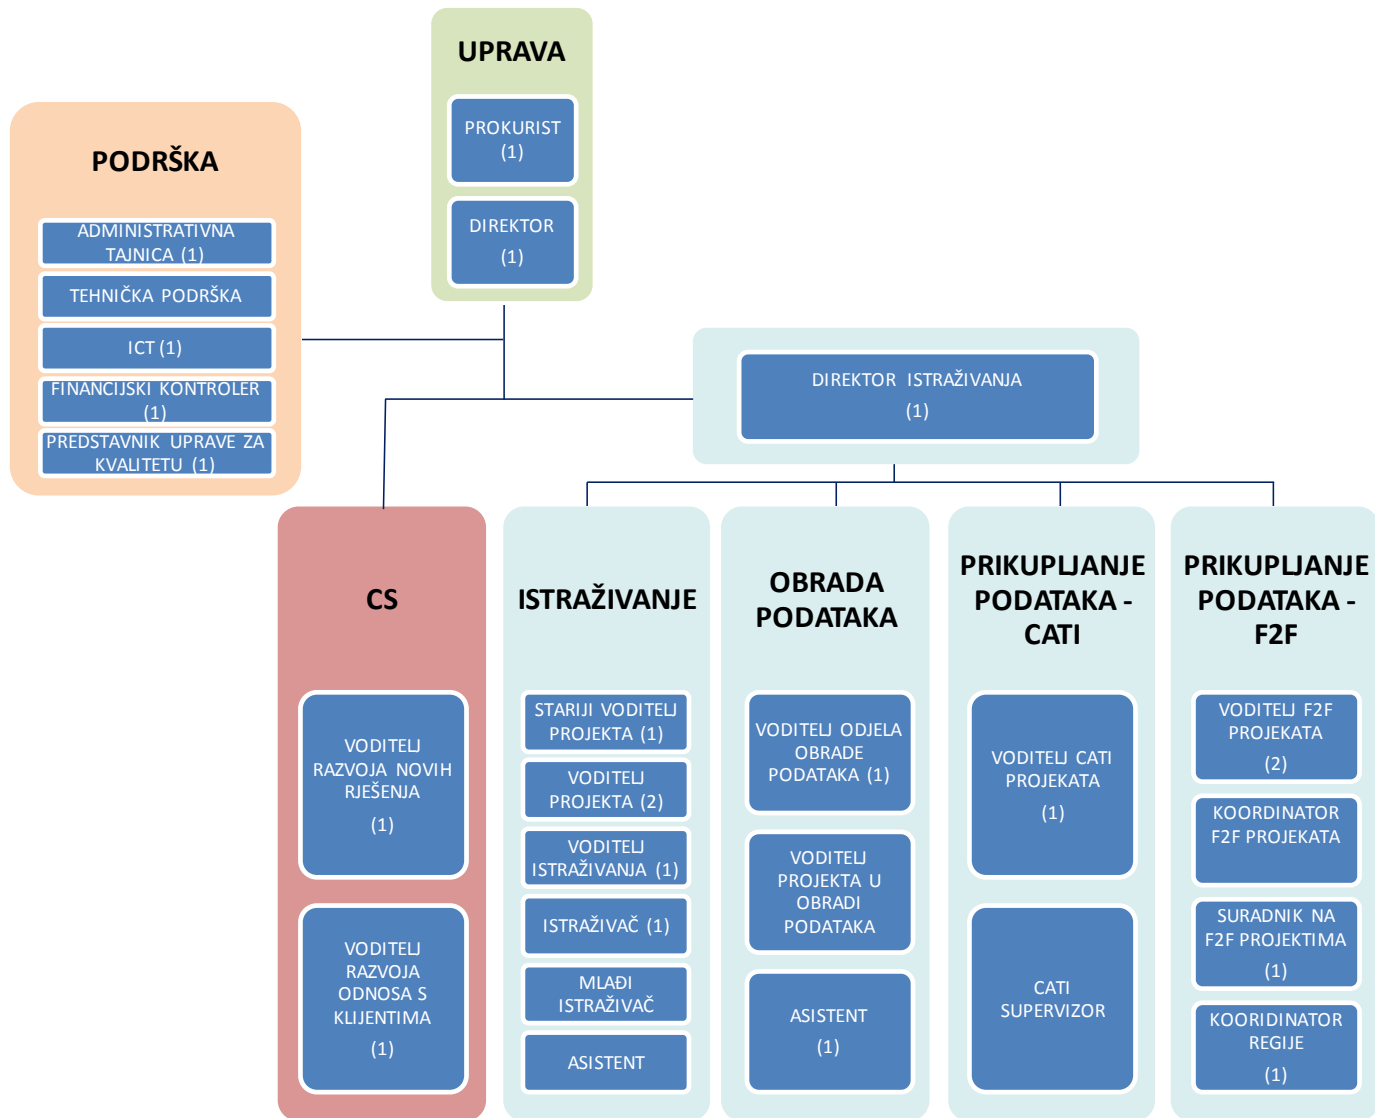 UPRAVA
PROKURIST
(1)
DIREKTOR
(1)
PODRŠKA
ADMINISTRATIVNA
TAJNICA (1)
TEHNIČKA PODRŠKA
ICT (1)
FINANCIJSKI KONTROLER
(1)
PREDSTAVNIK UPRAVE ZA
KVALITETU (1)
DIREKTOR ISTRAŽIVANJA
(1)
CS
VODITELJ
RAZVOJA NOVIH
RJEŠENJA
(1)
VODITELJ
RAZVOJA
ODNOSA S
KLIJENTIMA
(1)
ISTRAŽIVANJE
STARIJI VODITELJ
PROJEKTA (1)
VODITELJ
PROJEKTA (2)
VODITELJ
ISTRAŽIVANJA (1)
ISTRAŽIVAČ (1)
MLAĐI
ISTRAŽIVAČ
ASISTENT
OBRADA
PODATAKA
VODITELJ ODJELA
OBRADE
PODATAKA (1)
VODITELJ
PROJEKTA U
OBRADI
PODATAKA
ASISTENT
(1)
PRIKUPLJANJE
PODATAKA -
CATI
VODITELJ CATI
PROJEKATA
(1)
CATI
SUPERVIZOR
PRIKUPLJANJE
PODATAKA -
F2F
VODITELJ F2F
PROJEKATA
(2)
KOORDINATOR
F2F PROJEKATA
SURADNIK NA
F2F PROJEKTIMA
(1)
KOORIDINATOR
REGIJE
(1)